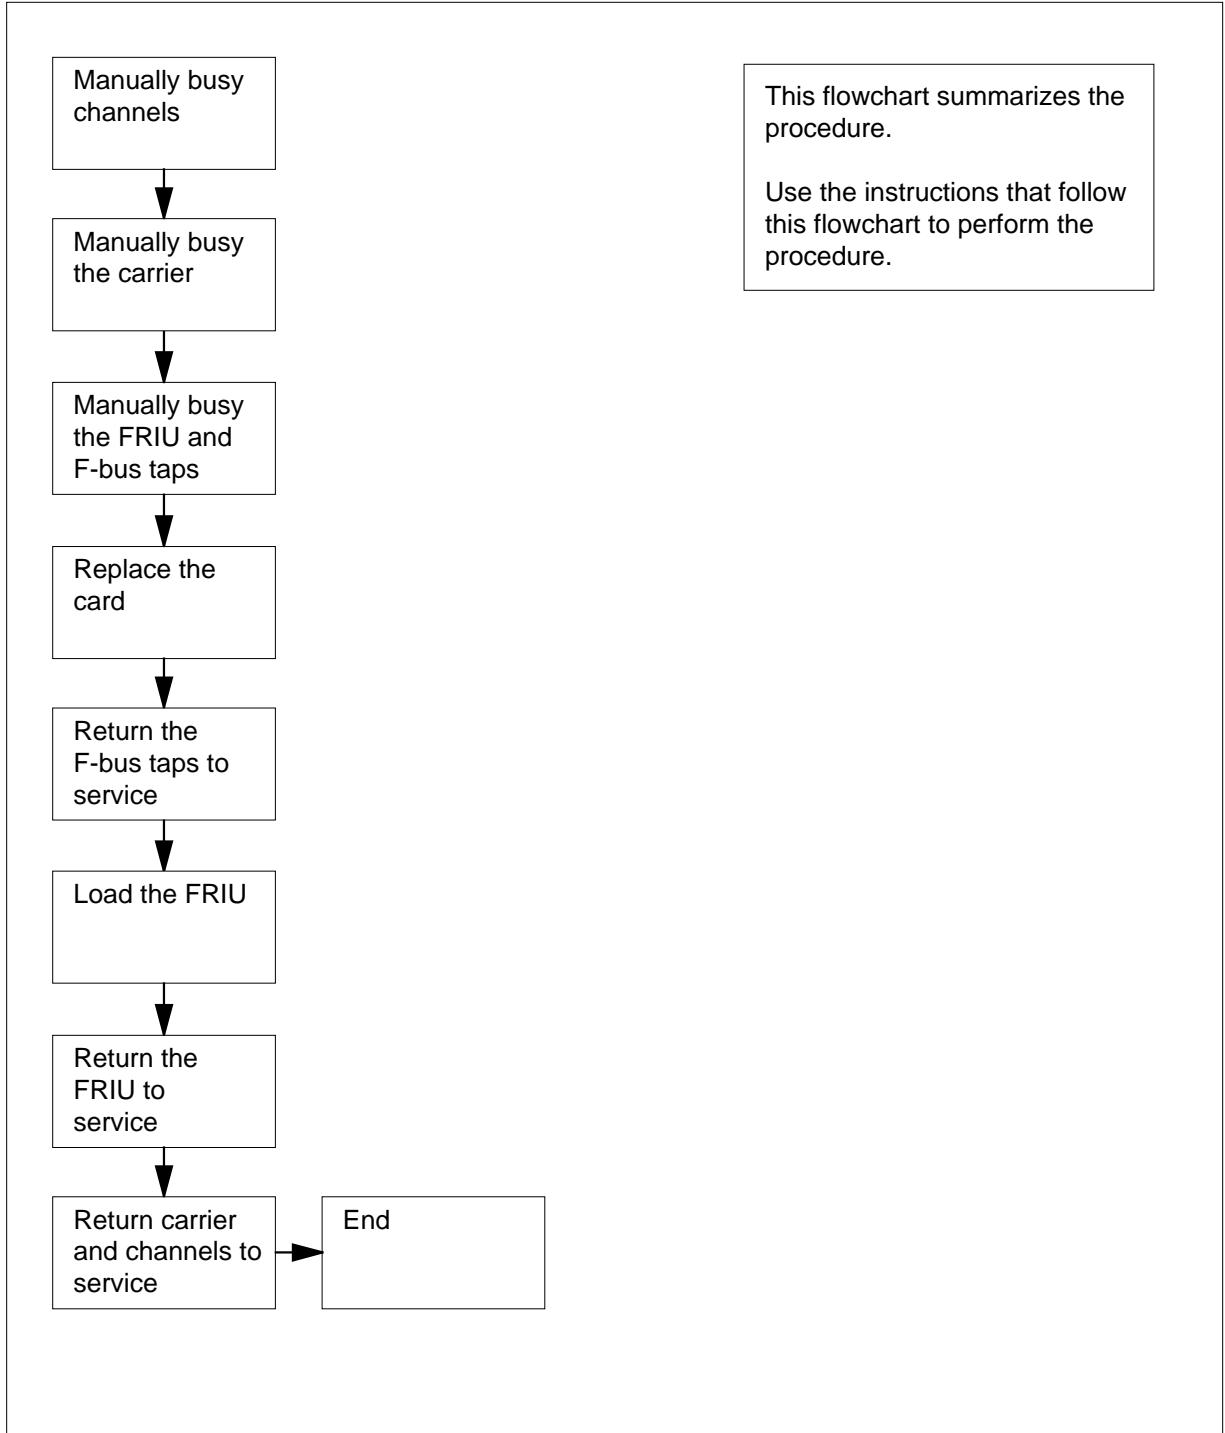 Manually busy
channels
This flowchart summarizes the
procedure.
Use the instructions that follow
this flowchart to perform the
procedure.
Manually busy
the carrier
Manually busy
the FRIU and
F-bus taps
Replace the
card
Return the
F-bus taps to
service
Load the FRIU
Return the
FRIU to
service
Return carrier
and channels to
service
End